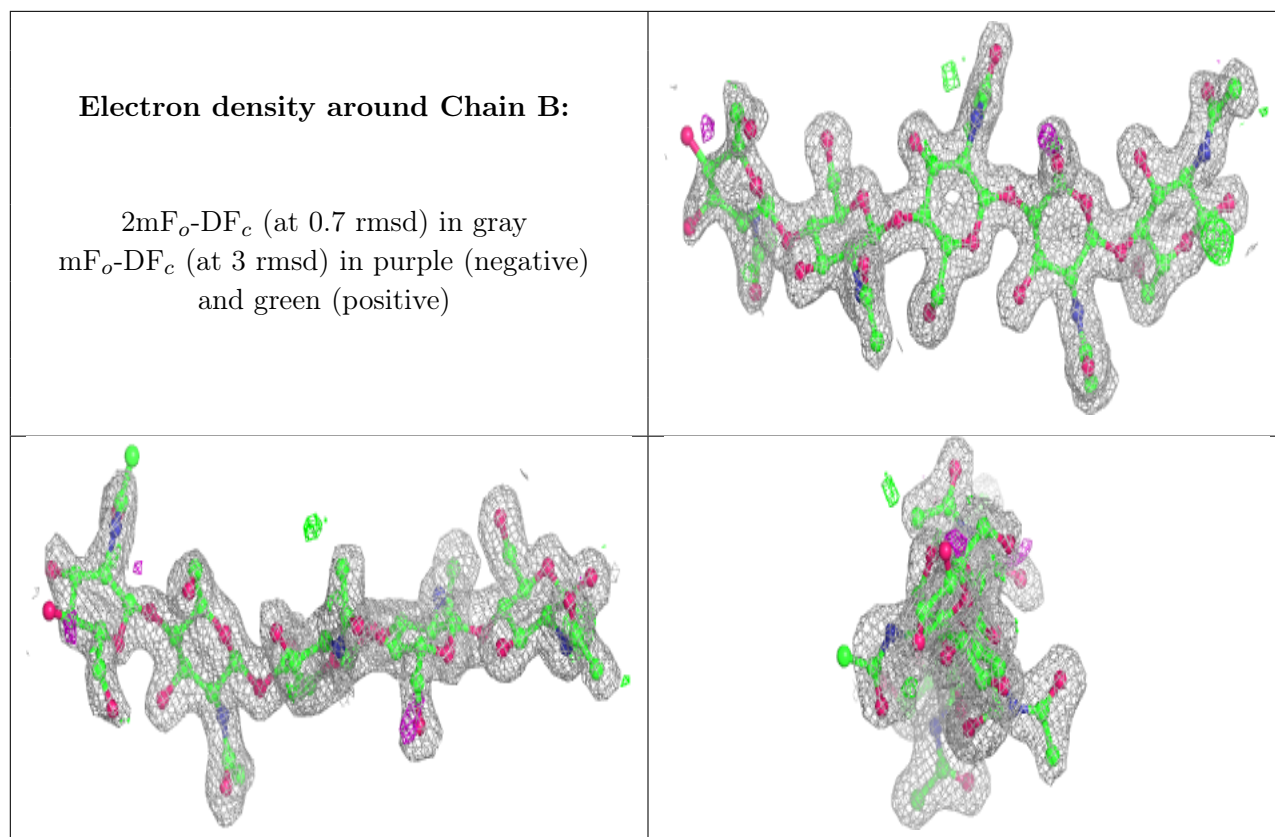 Electron density around Chain B:
2mFₒ-DF𝒸 (at 0.7 rmsd) in gray
mFₒ-DF𝒸 (at 3 rmsd) in purple (negative)
and green (positive)